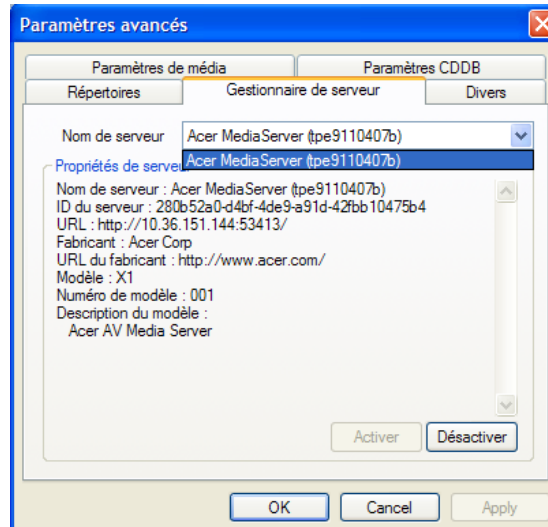 Paramètres avancés
Paramètres de média
Paramètres CDDB
Répertoires
Gestionnaire de serveur
Divers
Nom de serveur
Acer MediaServer (tpe9110407b)
Acer MediaServer (tpe9110407b)
Propriétés de serveur
Nom de serveur : Acer MediaServer (tpe9110407b)
ID du serveur : 280b52a0-d4bf-4de9-a91d-42fbb10475b4
URL : http://10.36.151.144:53413/
Fabricant : Acer Corp
URL du fabricant : http://www.acer.com/
Modèle : X1
Numéro de modèle : 001
Description du modèle :
Acer AV Media Server
Activer
Désactiver
OK
Cancel
Apply